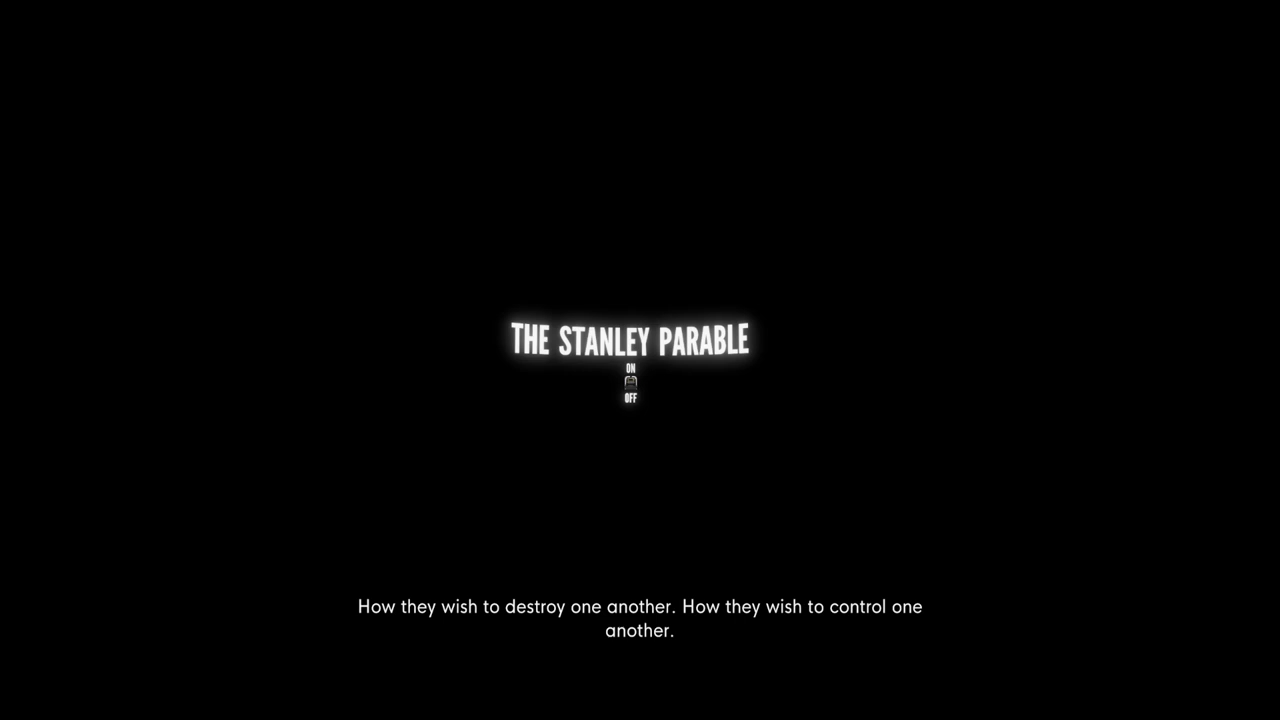 THE STANLEY PARABLE
ON
OFF
How they wish to destroy one another. How they wish to control one
another.